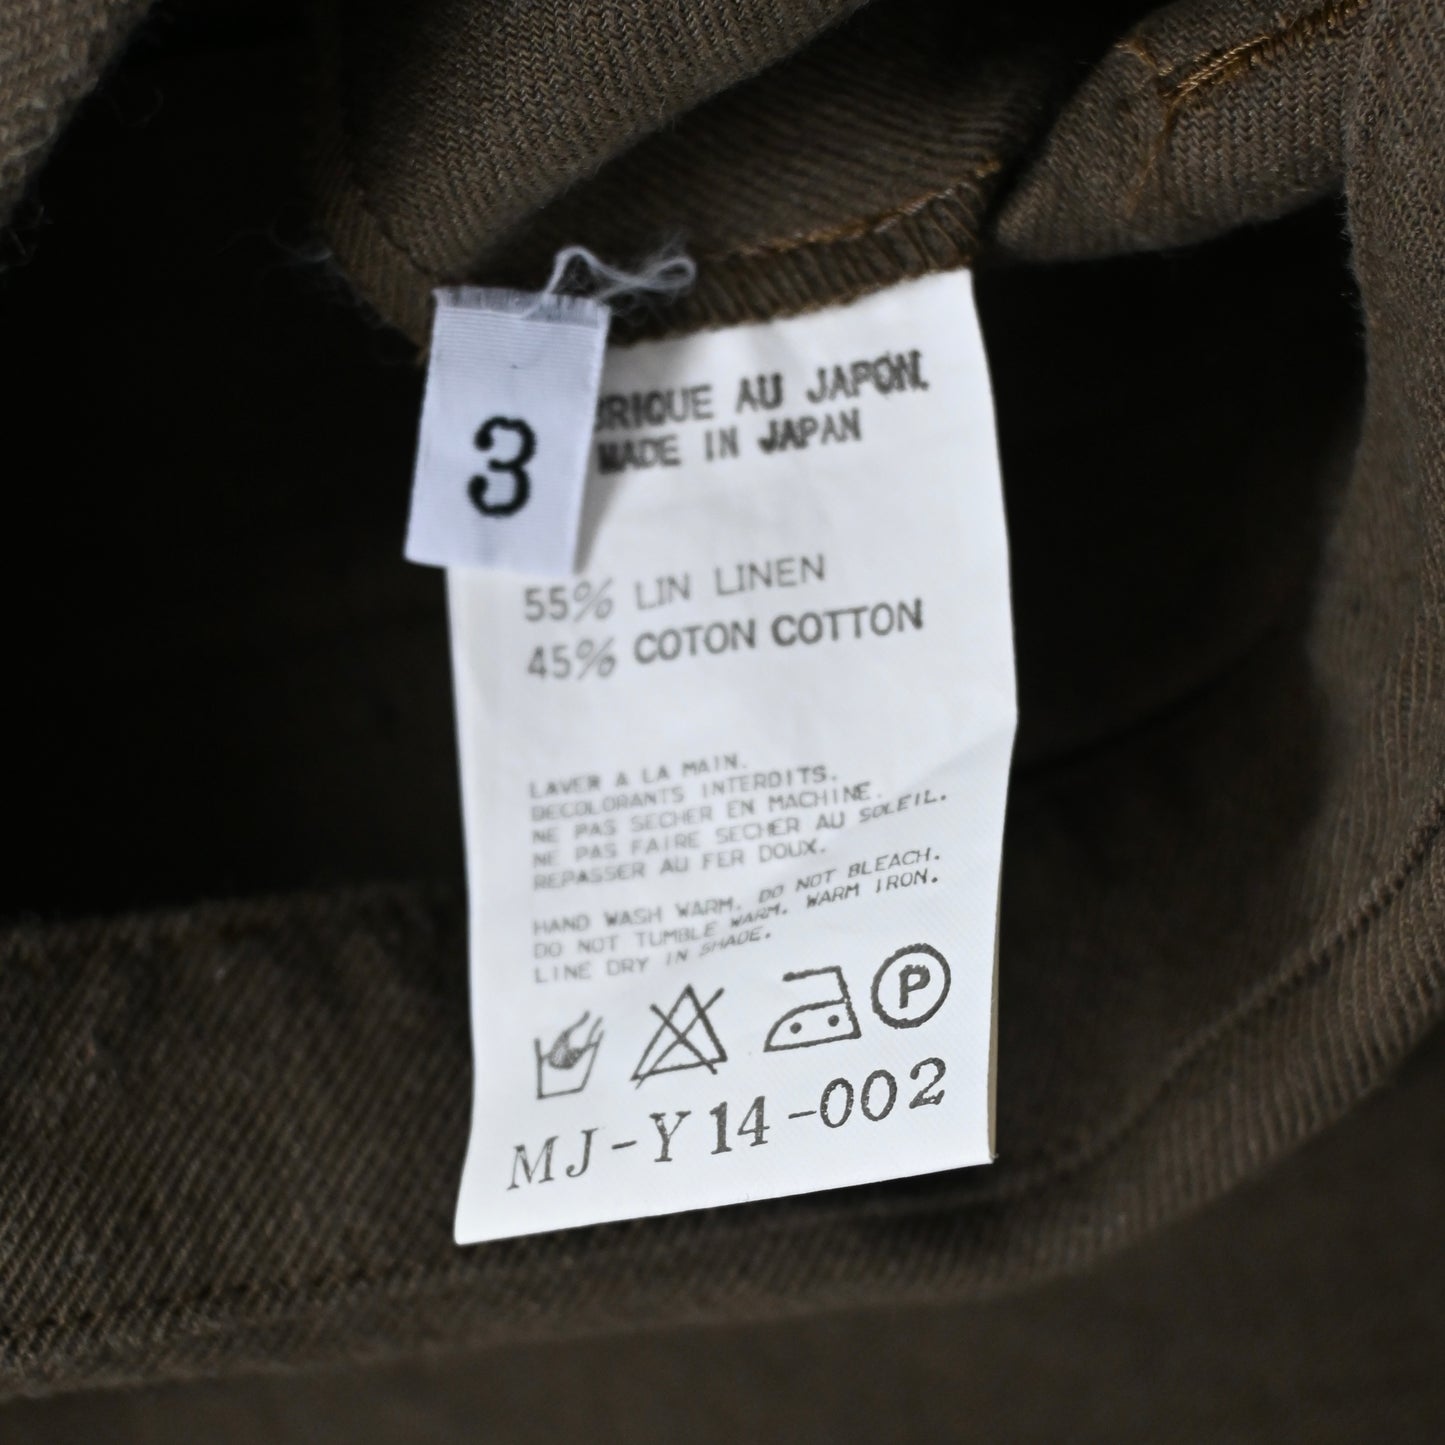 3
BRIQUE AU JAPON.
MADE IN JAPAN
55% LIN LINEN
45% COTON COTTON
LAVER A LA MAIN.
DECOLORANTS INTERDITS.
NE PAS SECHER EN MACHINE.
NE PAS FAIRE SECHER AU SOLEIL.
REPASSER AU FER DOUX.
HAND WASH WARM. DO NOT BLEACH.
DO NOT TUMBLE WARM. WARM IRON.
LINE DRY IN SHADE.
P
MJ-Y14-002